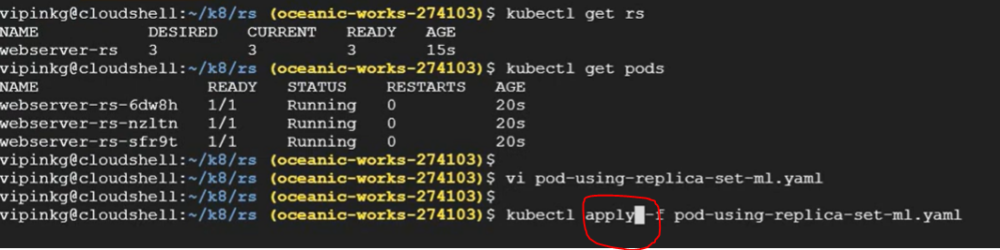 vipinkg@cloudshell:~/k8/rs (oceanic-works-274103)$ kubectl get rs
NAME DESIRED CURRENT READY AGE
webserver-rs 3 3 3 15s
vipinkg@cloudshell:~/k8/rs (oceanic-works-274103)$ kubectl get pods
NAME READY STATUS RESTARTS AGE
webserver-rs-6dw8h 1/1 Running 0 20s
webserver-rs-nzltn 1/1 Running 0 20s
webserver-rs-sfr9t 1/1 Running 0 20s
vipinkg@cloudshell:~/k8/rs (oceanic-works-274103)$
vipinkg@cloudshell:~/k8/rs (oceanic-works-274103)$ vi pod-using-replica-set-ml.yaml
vipinkg@cloudshell:~/k8/rs (oceanic-works-274103)$
vipinkg@cloudshell:~/k8/rs (oceanic-works-274103)$ kubectl apply -f pod-using-replica-set-ml.yaml